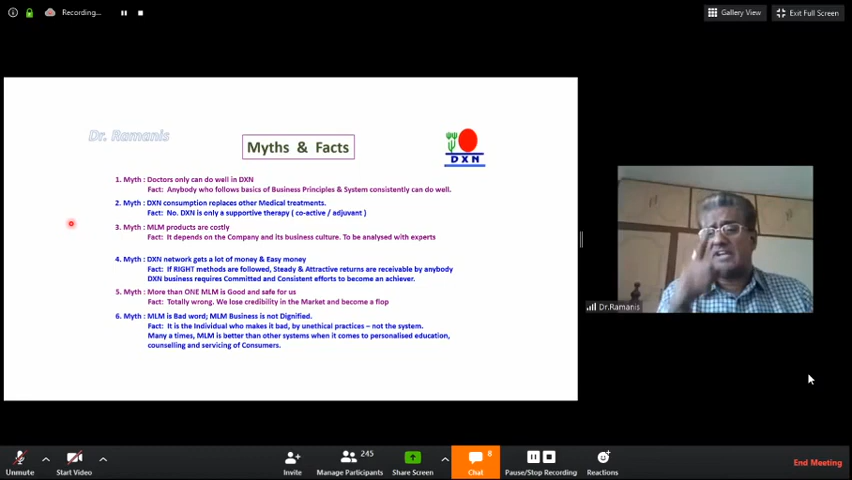 Recording...
Gallery View
Exit Full Screen
Dr. Ramanis
Myths & Facts
DXN
1. Myth : Doctors only can do well in DXN
Fact: Anybody who follows basics of Business Principles & System consistently can do well.
2. Myth : DXN consumption replaces other Medical treatments.
Fact: No. DXN is only a supportive therapy ( co-active / adjuvant )
3. Myth : MLM products are costly
Fact: It depends on the Company and its business culture. To be analysed with experts
4. Myth : DXN network gets a lot of money & Easy money
Fact: If RIGHT methods are followed, Steady & Attractive returns are receivable by anybody
DXN business requires Committed and Consistent efforts to become an achiever.
5. Myth : More than ONE MLM is Good and safe for us
Fact: Totally wrong. We lose credibility in the Market and become a flop
6. Myth : MLM is Bad word; MLM Business is not Dignified.
Fact: It is the Individual who makes it bad, by unethical practices – not the system.
Many a times, MLM is better than other systems when it comes to personalised education,
counselling and servicing of Consumers.
Dr.Ramanis
Unmute
Start Video
Invite
245
Manage Participants
Share Screen
8
Chat
Pause/Stop Recording
Reactions
End Meeting